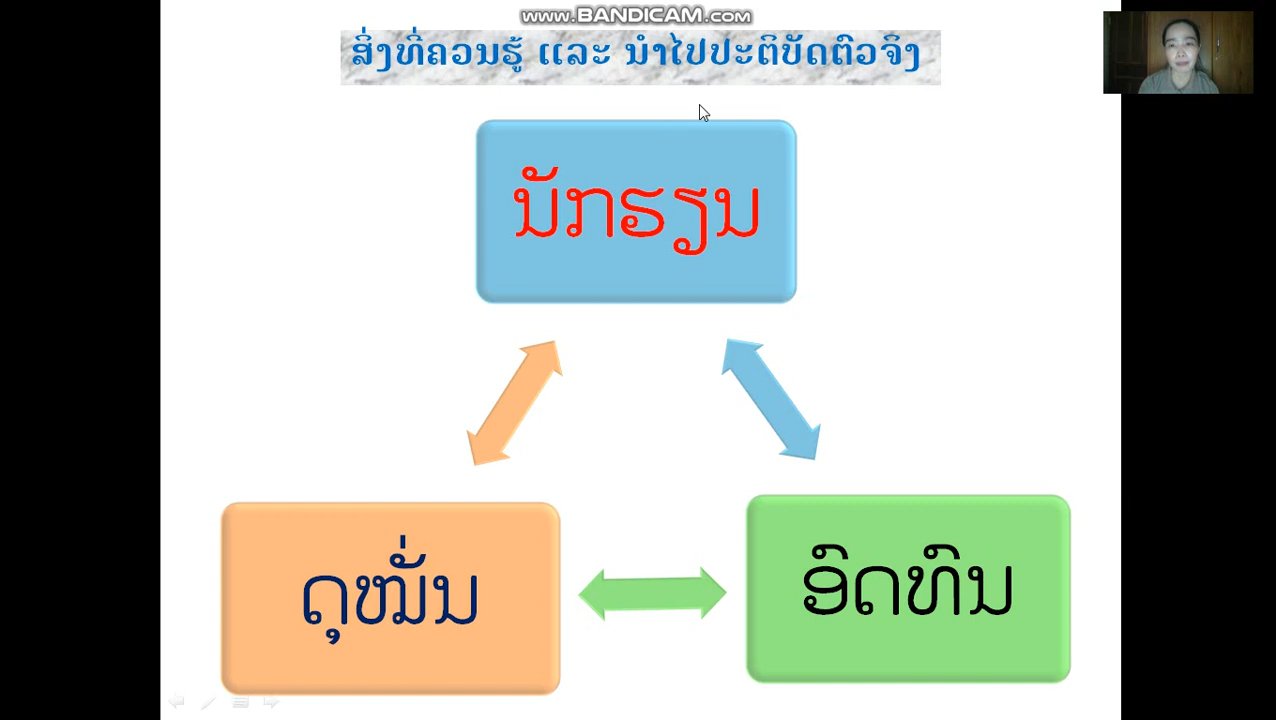 www.BANDICAM.com
ສິ່ງທີ່ຄວນຮູ້ ແລະ ນຳໄປປະຕິບັດຕົວຈິງ
ນັກຮຽນ
ດຸໝັ່ນ
ອົດທົນ